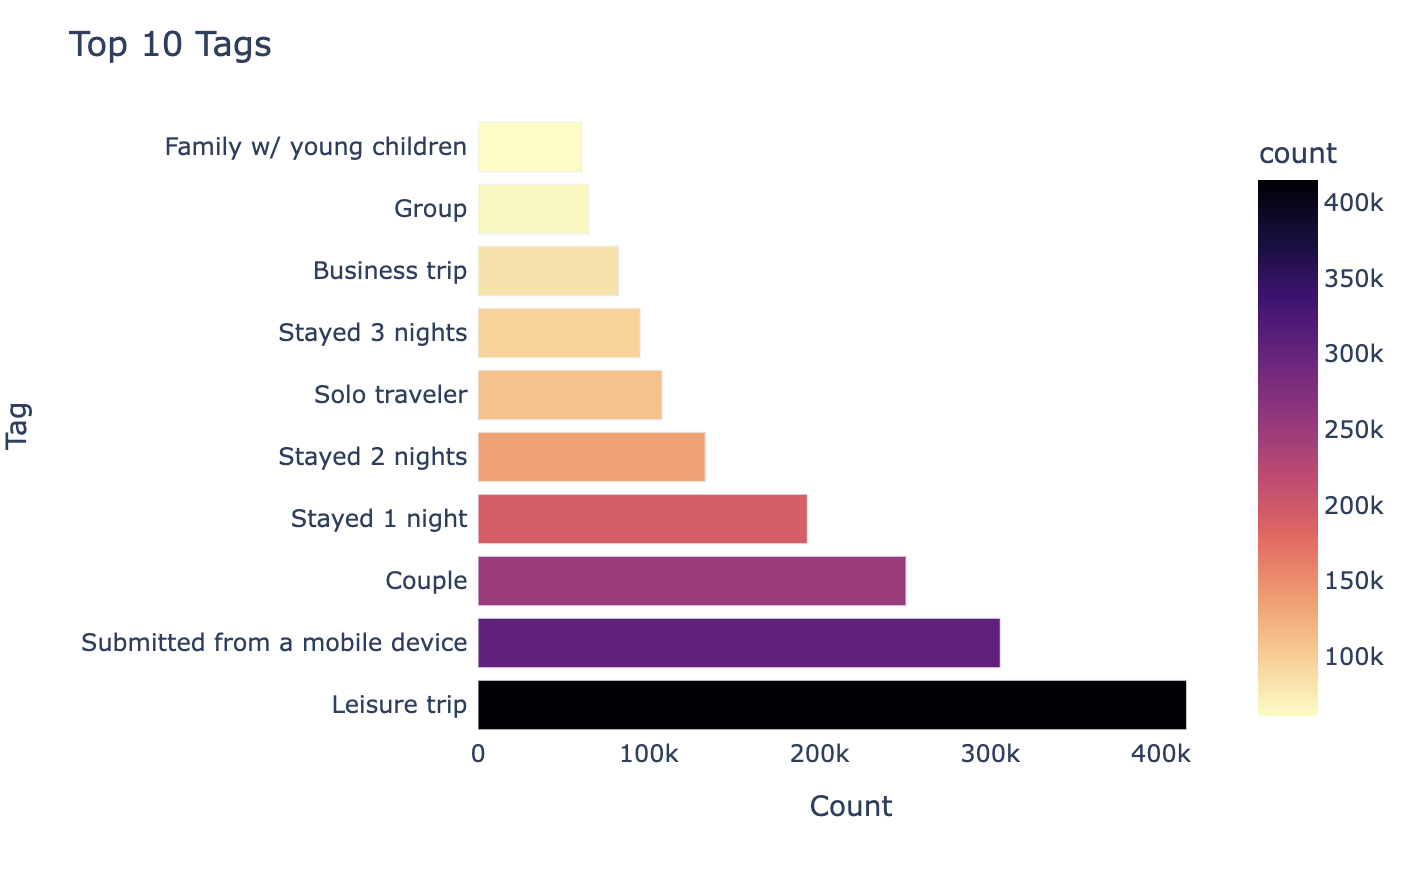 Top 10 Tags
Tag
Family w/ young children
Group
Business trip
Stayed 3 nights
Solo traveler
Stayed 2 nights
Stayed 1 night
Couple
Submitted from a mobile device
Leisure trip
0 100k 200k 300k 400k
Count
count
400k
350k
300k
250k
200k
150k
100k